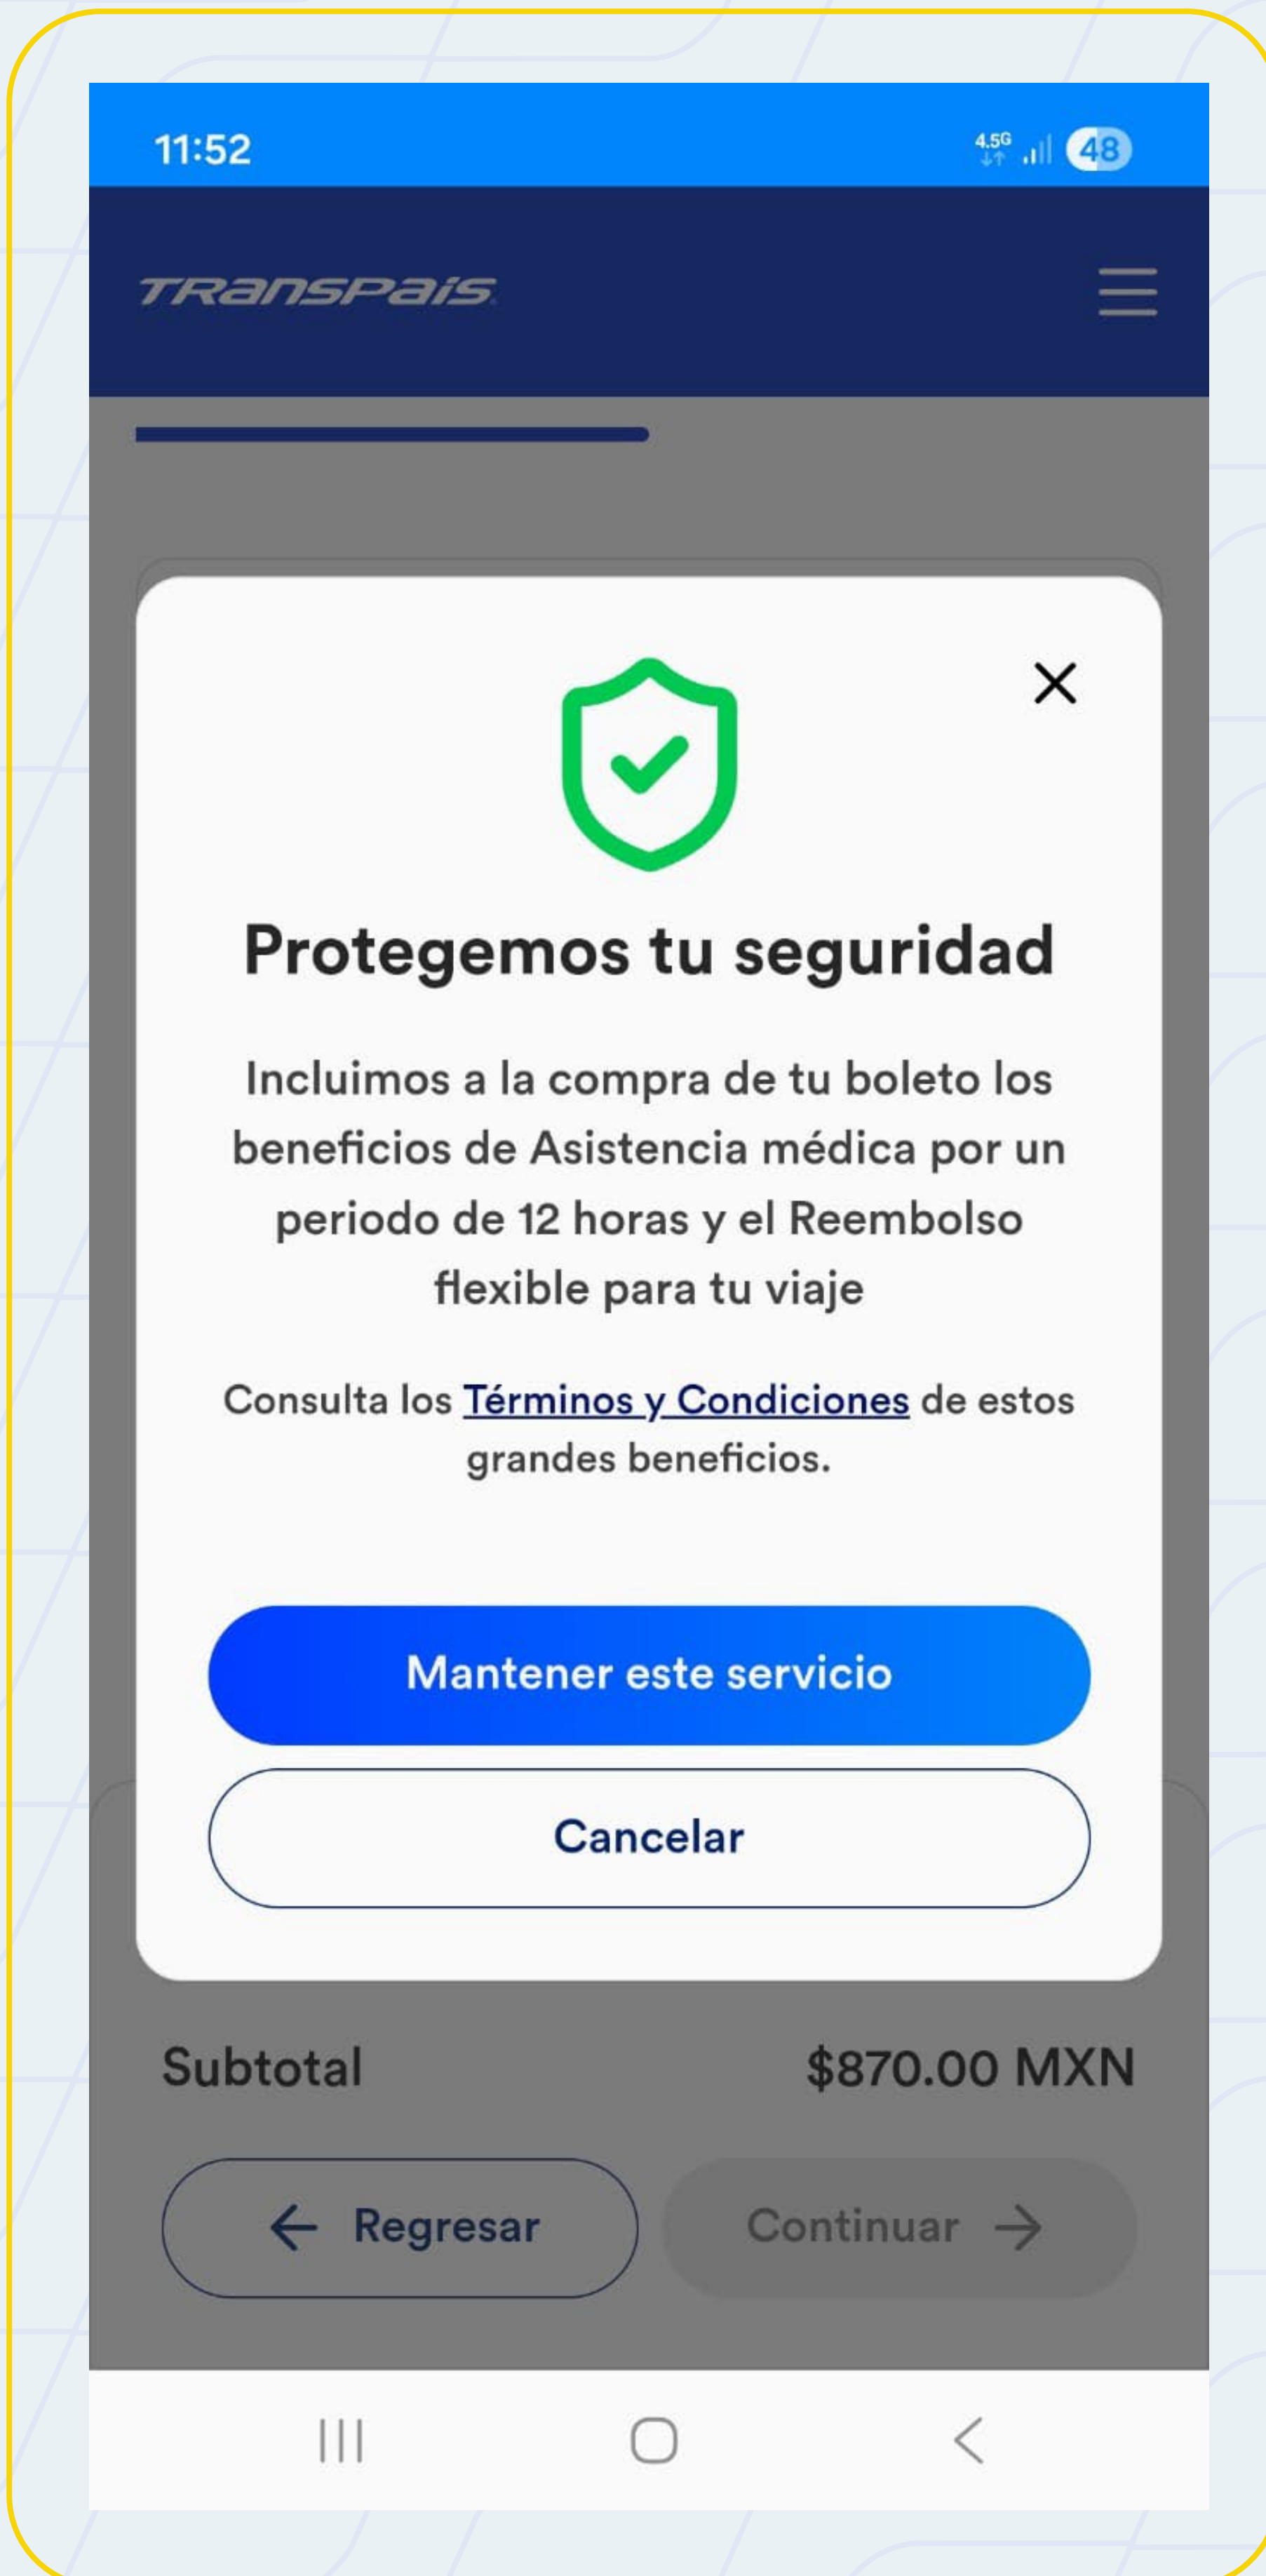 11:52
4.5G
48
TRANSPAÍS
Protegemos tu seguridad
Incluimos a la compra de tu boleto los
beneficios de Asistencia médica por un
periodo de 12 horas y el Reembolso
flexible para tu viaje
Consulta los Términos y Condiciones de estos
grandes beneficios.
Mantener este servicio
Cancelar
Subtotal
$870.00 MXN
Regresar
Continuar